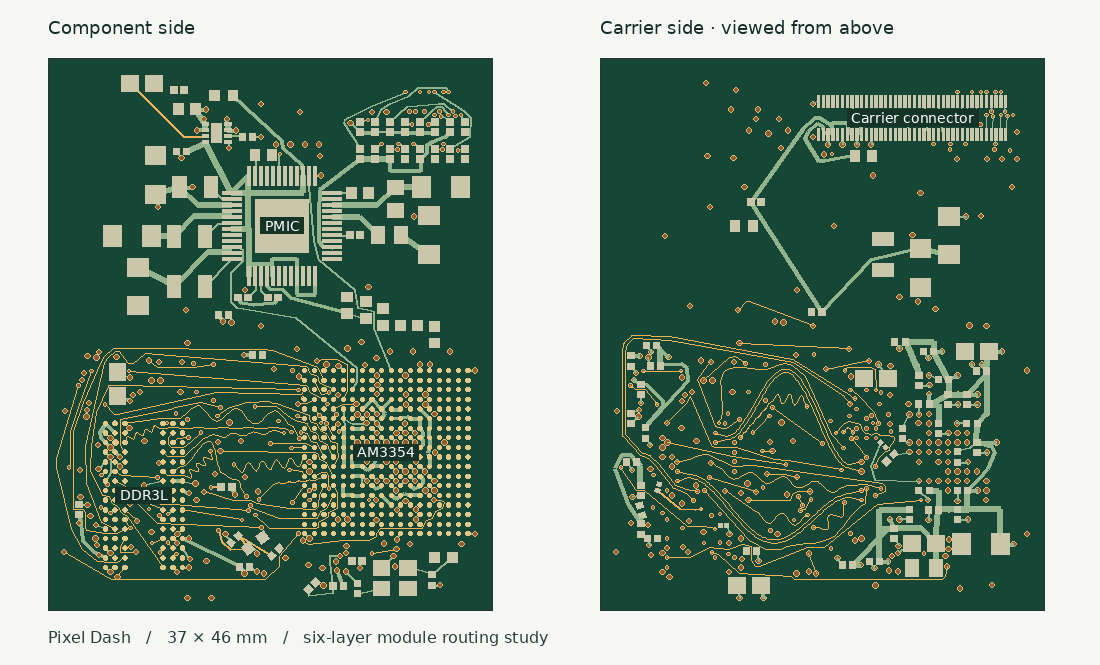 Component side
Carrier side · viewed from above
Carrier connector
PMIC
AM3354
DDR3L
Pixel Dash / 37 × 46 mm / six-layer module routing study